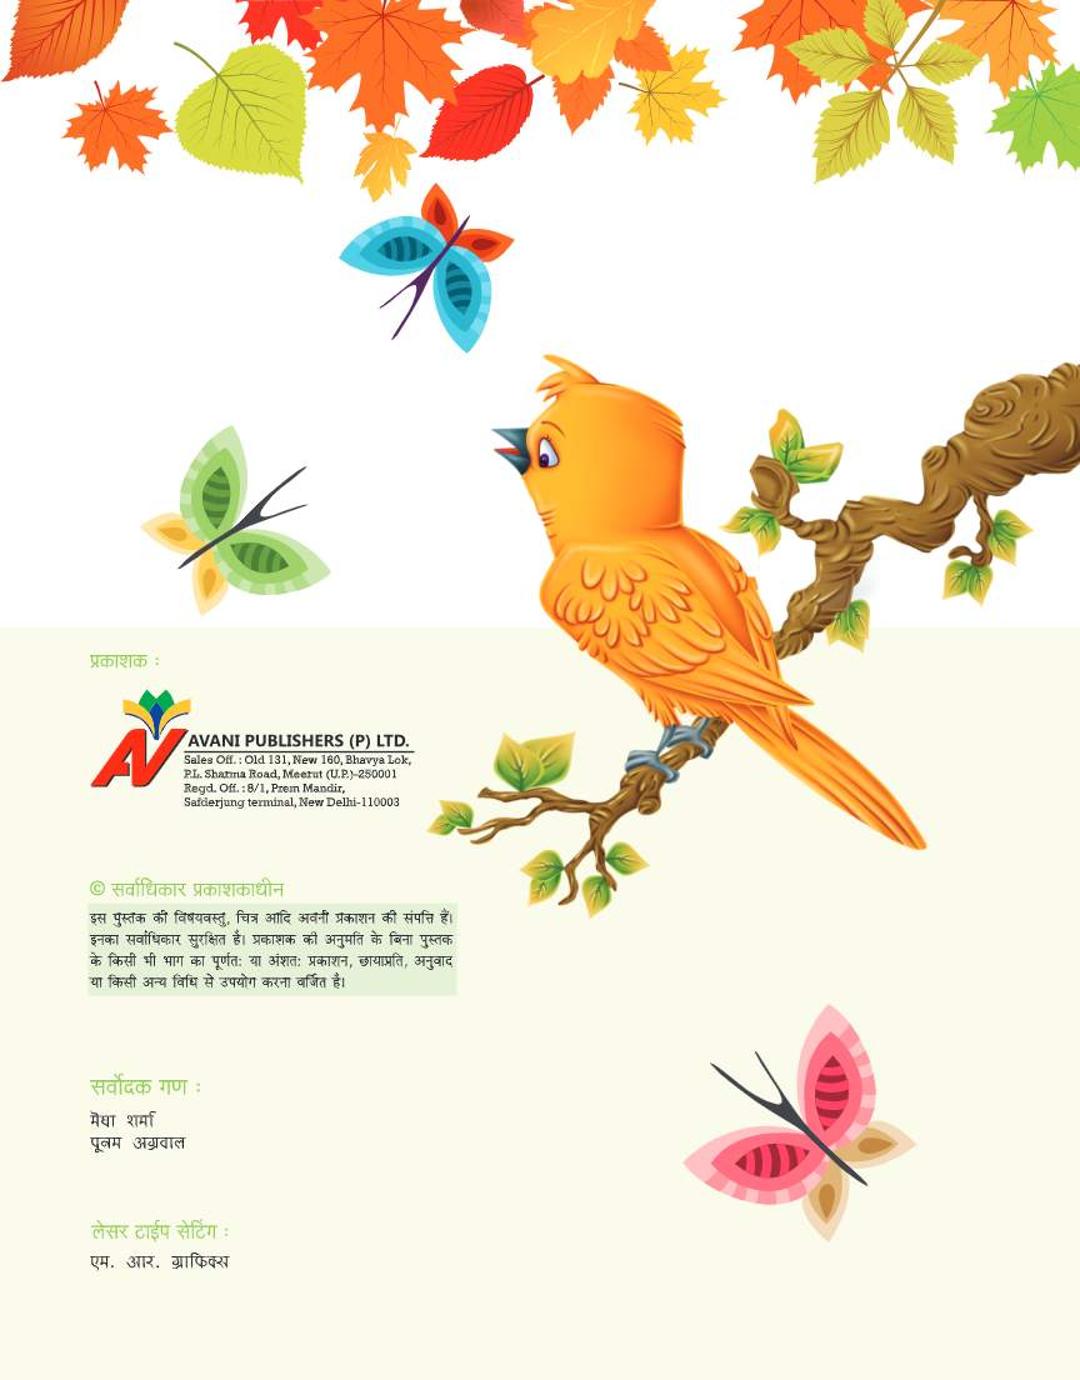 प्रकाशक :
AVANI PUBLISHERS (P) LTD.
Sales Off. : Old 131, New 160, Bhavya Lok,
P.L. Sharma Road, Meerut (U.P.)-250001
Regd. Off. : 8/1, Prem Mandir,
Safderjung terminal, New Delhi-110003
© सर्वाधिकार प्रकाशकाधीन
इस पुस्तक की विषयवस्तु, चित्र आदि अवनी प्रकाशन की संपत्ति हैं।
इनका सर्वाधिकार सुरक्षित है। प्रकाशक की अनुमति के बिना पुस्तक
के किसी भी भाग का पूर्णतः या अंशतः प्रकाशन, छायाप्रति, अनुवाद
या किसी अन्य विधि से उपयोग करना वर्जित है।
सर्वोदक गण :
मेघा शर्मा
पूनम अग्रवाल
लेसर टाईप सेटिंग :
एम. आर. ग्राफिक्स